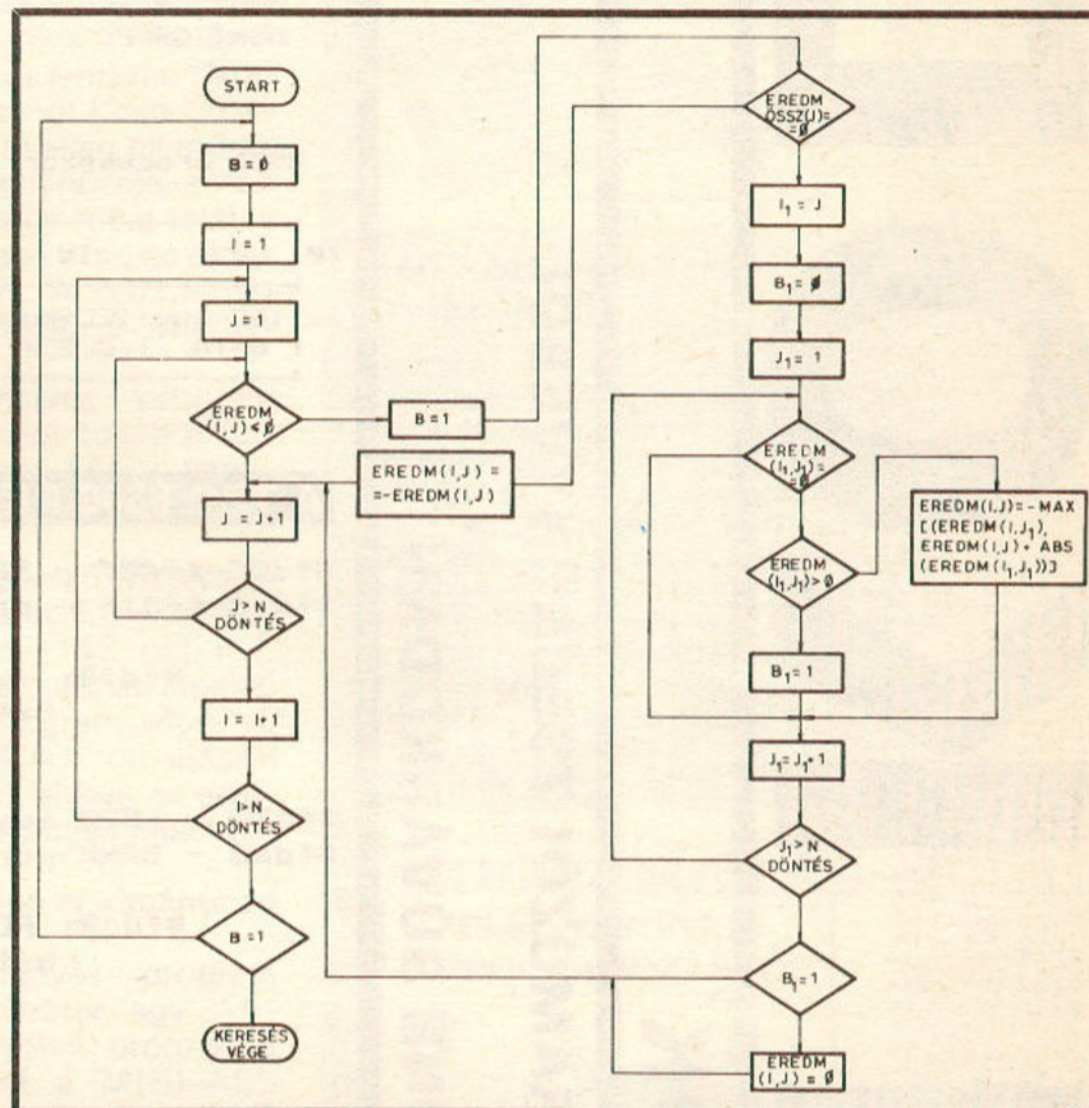 START
B = Ø
I = 1
J = 1
EREDM
(I,J) ≤ Ø
B = 1
EREDM(I,J) =
=-EREDM(I,J)
J = J+1
J > N
DÖNTÉS
I = I+1
I > N
DÖNTÉS
B = 1
KERESÉS
VÉGE
EREDM
ÖSSZ(J)=
= Ø
I₁ = J
B₁ = Ø
J₁ = 1
EREDM
(I₁,J₁) =
= Ø
EREDM
(I₁,J₁) > Ø
EREDM(I,J)=-MAX
[(EREDM(I,J₁),
EREDM(I,J)+ ABS
(EREDM(I₁,J₁))]
B₁ = 1
J₁ = J₁+1
J₁ > N
DÖNTÉS
B₁ = 1
EREDM
(I,J) = Ø